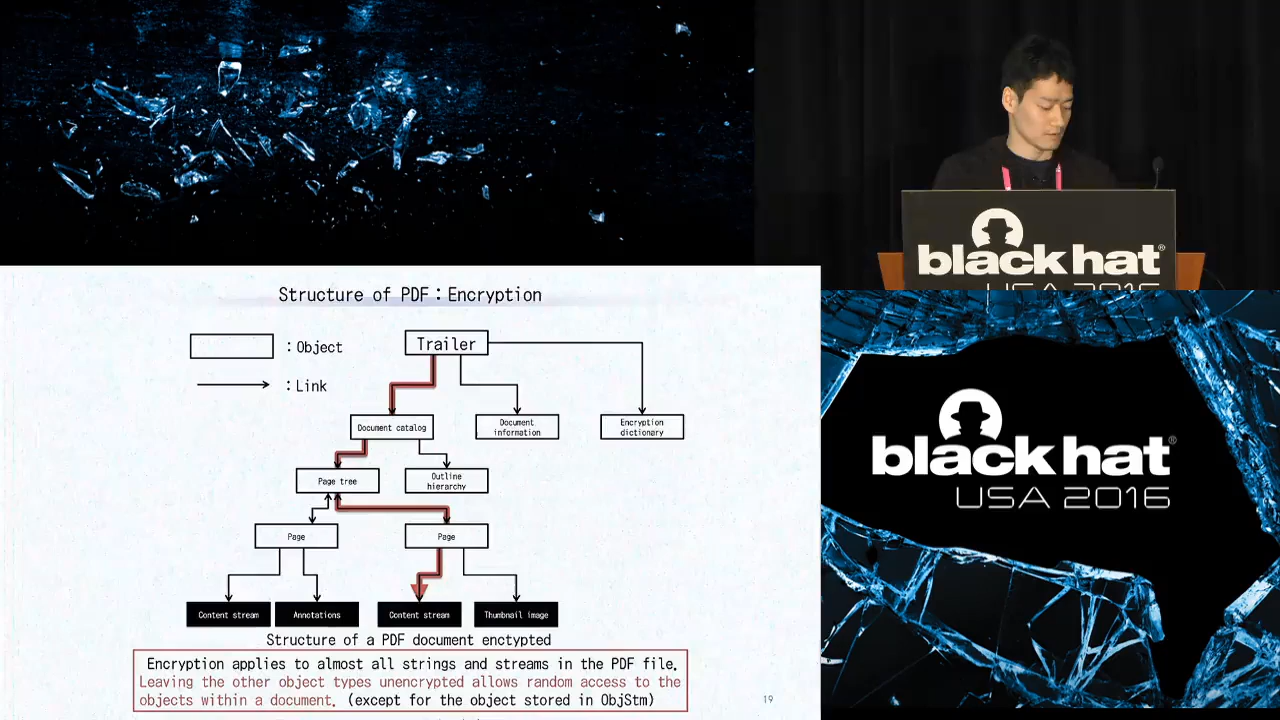 black hat®
USA 2016
Structure of PDF：Encryption
：Object
：Link
Trailer
Document catalog
Document
information
Encryption
dictionary
Page tree
Outline
hierarchy
Page
Page
Content stream
Annotations
Content stream
Thumbnail image
Structure of a PDF document enctypted
Encryption applies to almost all strings and streams in the PDF file.
Leaving the other object types unencrypted allows random access to the
objects within a document. (except for the object stored in ObjStm)
19
black hat®
USA 2016